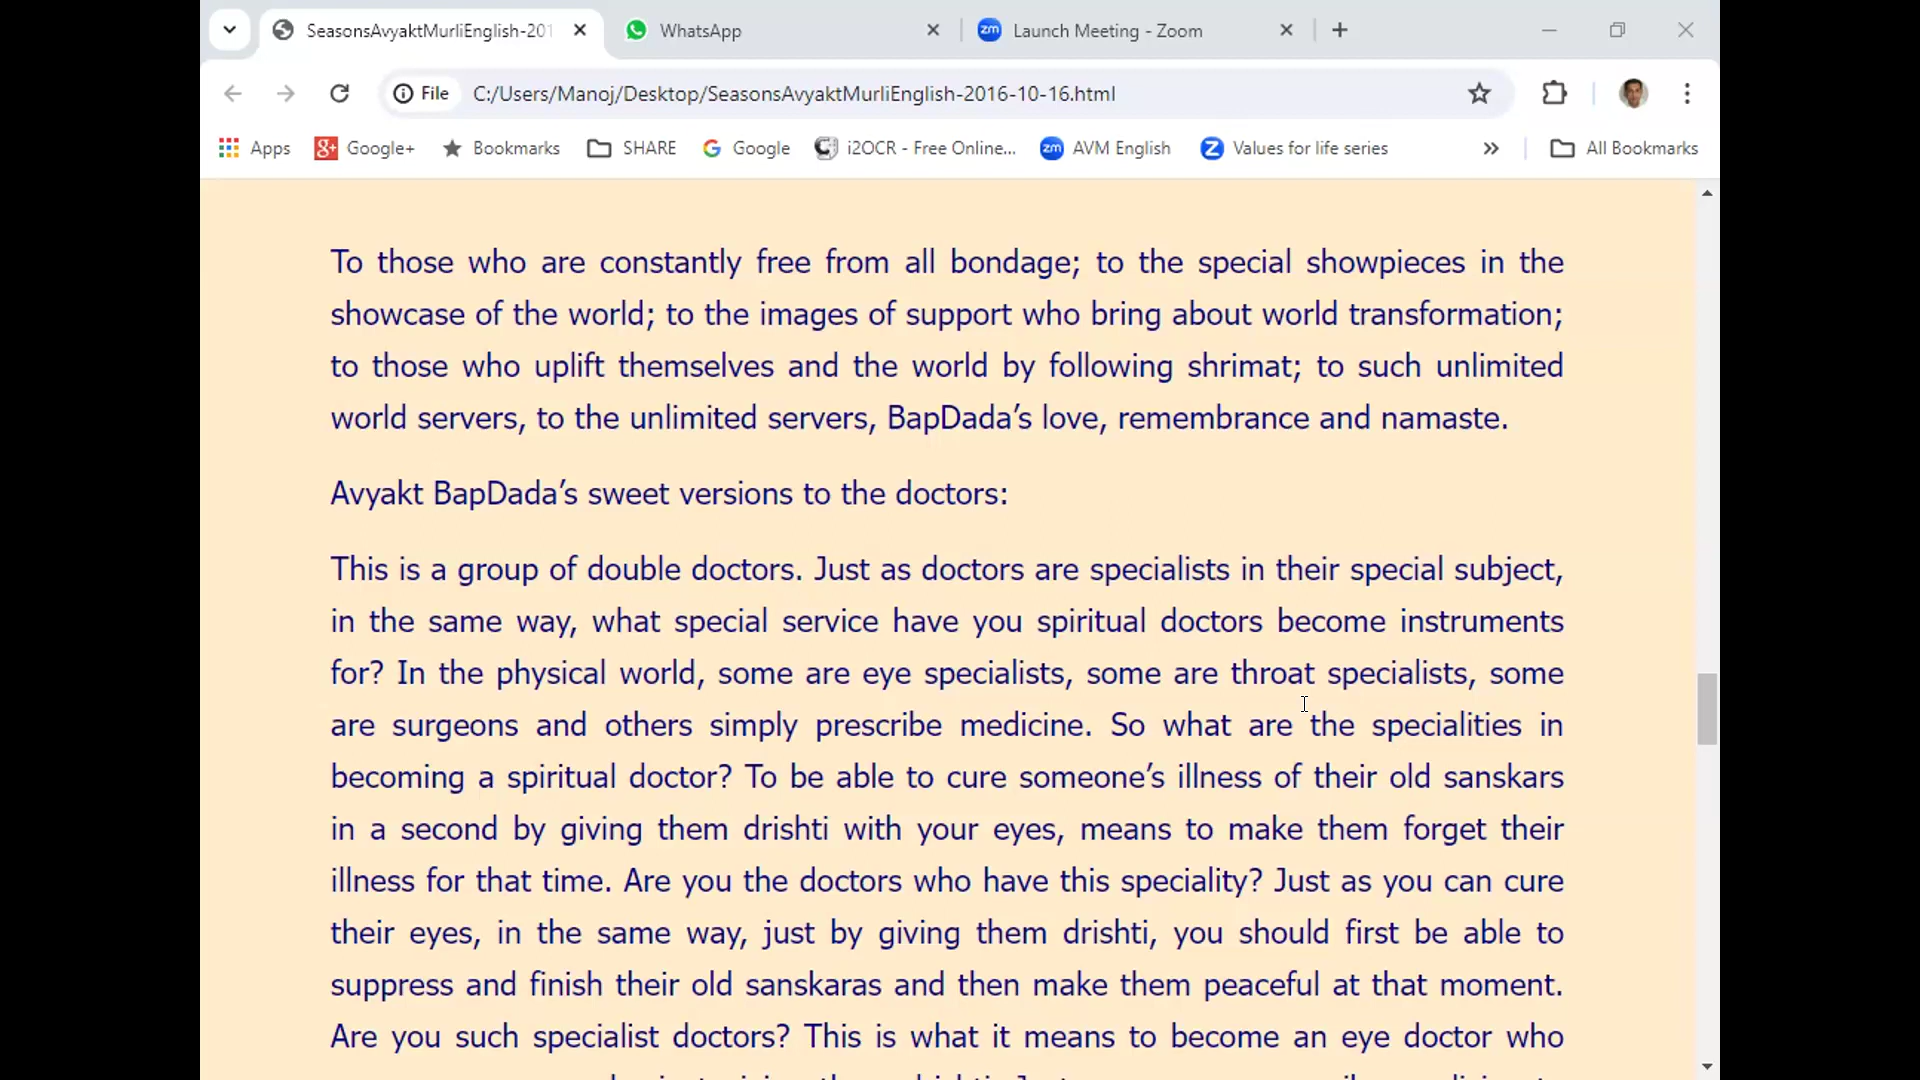 SeasonsAvyaktMurliEnglish-201
WhatsApp
Launch Meeting - Zoom
File
C:/Users/Manoj/Desktop/SeasonsAvyaktMurliEnglish-2016-10-16.html
Apps
Google+
Bookmarks
SHARE
Google
i2OCR - Free Online...
AVM English
Values for life series
All Bookmarks
To those who are constantly free from all bondage; to the special showpieces in the
showcase of the world; to the images of support who bring about world transformation;
to those who uplift themselves and the world by following shrimat; to such unlimited
world servers, to the unlimited servers, BapDada’s love, remembrance and namaste.
Avyakt BapDada’s sweet versions to the doctors:
This is a group of double doctors. Just as doctors are specialists in their special subject,
in the same way, what special service have you spiritual doctors become instruments
for? In the physical world, some are eye specialists, some are throat specialists, some
are surgeons and others simply prescribe medicine. So what are the specialities in
becoming a spiritual doctor? To be able to cure someone’s illness of their old sanskars
in a second by giving them drishti with your eyes, means to make them forget their
illness for that time. Are you the doctors who have this speciality? Just as you can cure
their eyes, in the same way, just by giving them drishti, you should first be able to
suppress and finish their old sanskaras and then make them peaceful at that moment.
Are you such specialist doctors? This is what it means to become an eye doctor who